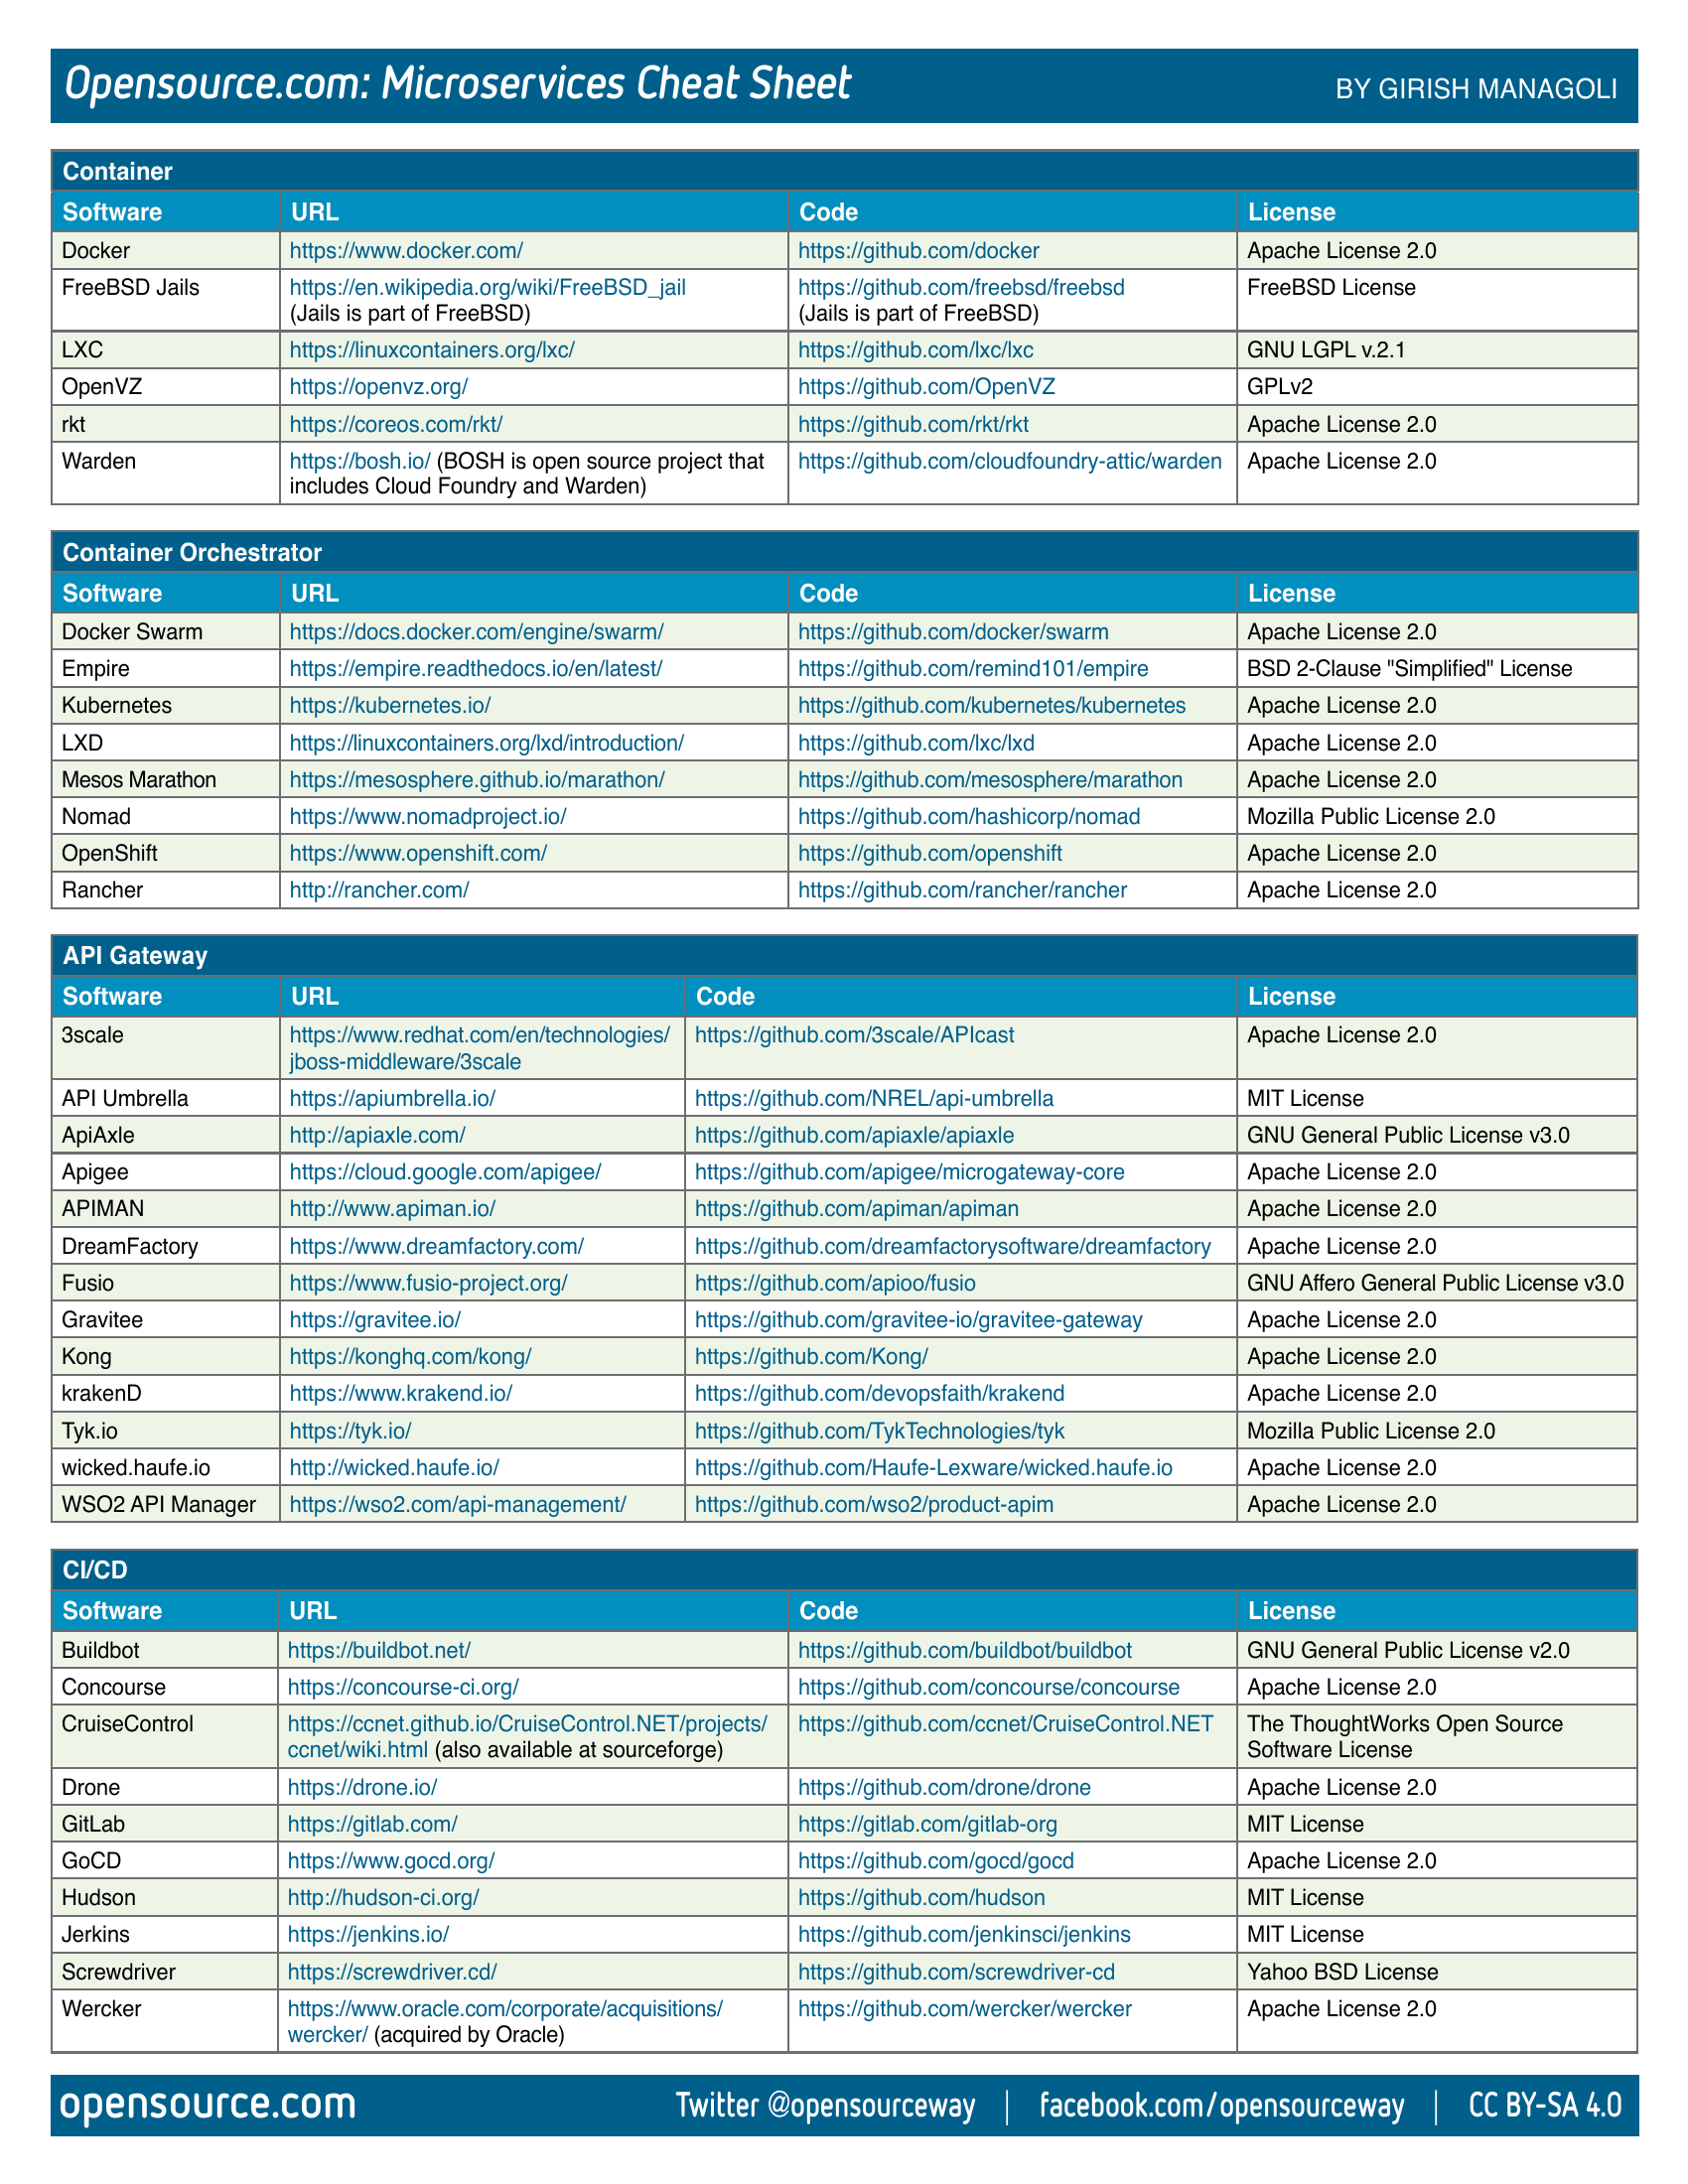 Opensource.com: Microservices Cheat Sheet BY GIRISH MANAGOLI
Container
Software URL Code License
Docker https://www.docker.com/ https://github.com/docker Apache License 2.0
FreeBSD Jails https://en.wikipedia.org/wiki/FreeBSD_jail https://github.com/freebsd/freebsd FreeBSD License
(Jails is part of FreeBSD) (Jails is part of FreeBSD)
LXC https://linuxcontainers.org/lxc/ https://github.com/lxc/lxc GNU LGPL v.2.1
OpenVZ https://openvz.org/ https://github.com/OpenVZ GPLv2
rkt https://coreos.com/rkt/ https://github.com/rkt/rkt Apache License 2.0
Warden https://bosh.io/ (BOSH is open source project that https://github.com/cloudfoundry-attic/warden Apache License 2.0
includes Cloud Foundry and Warden)
Container Orchestrator
Software URL Code License
Docker Swarm https://docs.docker.com/engine/swarm/ https://github.com/docker/swarm Apache License 2.0
Empire https://empire.readthedocs.io/en/latest/ https://github.com/remind101/empire BSD 2-Clause "Simplified" License
Kubernetes https://kubernetes.io/ https://github.com/kubernetes/kubernetes Apache License 2.0
LXD https://linuxcontainers.org/lxd/introduction/ https://github.com/lxc/lxd Apache License 2.0
Mesos Marathon https://mesosphere.github.io/marathon/ https://github.com/mesosphere/marathon Apache License 2.0
Nomad https://www.nomadproject.io/ https://github.com/hashicorp/nomad Mozilla Public License 2.0
OpenShift https://www.openshift.com/ https://github.com/openshift Apache License 2.0
Rancher http://rancher.com/ https://github.com/rancher/rancher Apache License 2.0
API Gateway
Software URL Code License
3scale https://www.redhat.com/en/technologies/ https://github.com/3scale/APIcast Apache License 2.0
jboss-middleware/3scale
API Umbrella https://apiumbrella.io/ https://github.com/NREL/api-umbrella MIT License
ApiAxle http://apiaxle.com/ https://github.com/apiaxle/apiaxle GNU General Public License v3.0
Apigee https://cloud.google.com/apigee/ https://github.com/apigee/microgateway-core Apache License 2.0
APIMAN http://www.apiman.io/ https://github.com/apiman/apiman Apache License 2.0
DreamFactory https://www.dreamfactory.com/ https://github.com/dreamfactorysoftware/dreamfactory Apache License 2.0
Fusio https://www.fusio-project.org/ https://github.com/apioo/fusio GNU Affero General Public License v3.0
Gravitee https://gravitee.io/ https://github.com/gravitee-io/gravitee-gateway Apache License 2.0
Kong https://konghq.com/kong/ https://github.com/Kong/ Apache License 2.0
krakenD https://www.krakend.io/ https://github.com/devopsfaith/krakend Apache License 2.0
Tyk.io https://tyk.io/ https://github.com/TykTechnologies/tyk Mozilla Public License 2.0
wicked.haufe.io http://wicked.haufe.io/ https://github.com/Haufe-Lexware/wicked.haufe.io Apache License 2.0
WSO2 API Manager https://wso2.com/api-management/ https://github.com/wso2/product-apim Apache License 2.0
CI/CD
Software URL Code License
Buildbot https://buildbot.net/ https://github.com/buildbot/buildbot GNU General Public License v2.0
Concourse https://concourse-ci.org/ https://github.com/concourse/concourse Apache License 2.0
CruiseControl https://ccnet.github.io/CruiseControl.NET/projects/ https://github.com/ccnet/CruiseControl.NET The ThoughtWorks Open Source
ccnet/wiki.html (also available at sourceforge) Software License
Drone https://drone.io/ https://github.com/drone/drone Apache License 2.0
GitLab https://gitlab.com/ https://gitlab.com/gitlab-org MIT License
GoCD https://www.gocd.org/ https://github.com/gocd/gocd Apache License 2.0
Hudson http://hudson-ci.org/ https://github.com/hudson MIT License
Jerkins https://jenkins.io/ https://github.com/jenkinsci/jenkins MIT License
Screwdriver https://screwdriver.cd/ https://github.com/screwdriver-cd Yahoo BSD License
Wercker https://www.oracle.com/corporate/acquisitions/ https://github.com/wercker/wercker Apache License 2.0
wercker/ (acquired by Oracle)
opensource.com Twitter @opensourceway | facebook.com/opensourceway | CC BY-SA 4.0